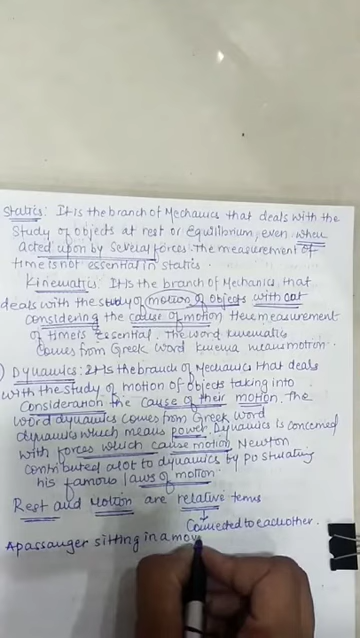 Statics: It is the branch of Mechanics that deals with the
study of objects at rest or Equilibrium, even when
acted upon by several forces. The measurement of
time is not essential in statics.
Kinematics: It is the branch of Mechanics, that
deals with the study of motion of objects with out
considering the cause of motion. Here measurement
of time is essential. The word kinematics
comes from Greek word kinema means motion.
) Dynamics: It is the branch of Mechanics that deals
with the study of motion of objects taking into
Consideration the cause of their motion. The
word dynamics comes from Greek word
dynamis which means power. Dynamics is concerned
with forces which cause motion. Newton
contributed a lot to dynamics by postulating
his famous laws of motion.
Rest and Motion are relative terms
Connected to each other.
A passanger sitting in a mov